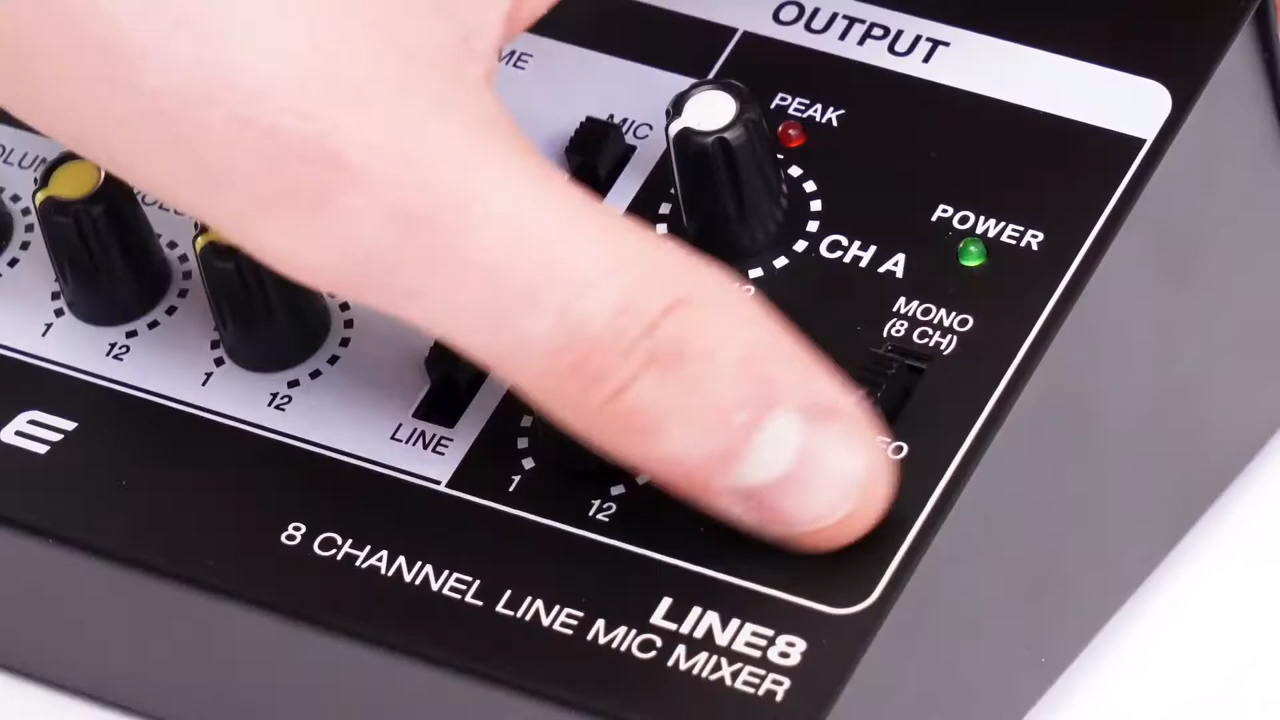 OUTPUT
MIC
PEAK
POWER
CH A
MONO
(8 CH)
1
12
1
12
LINE
1
12
8 CHANNEL LINE MIC MIXER
LINE8